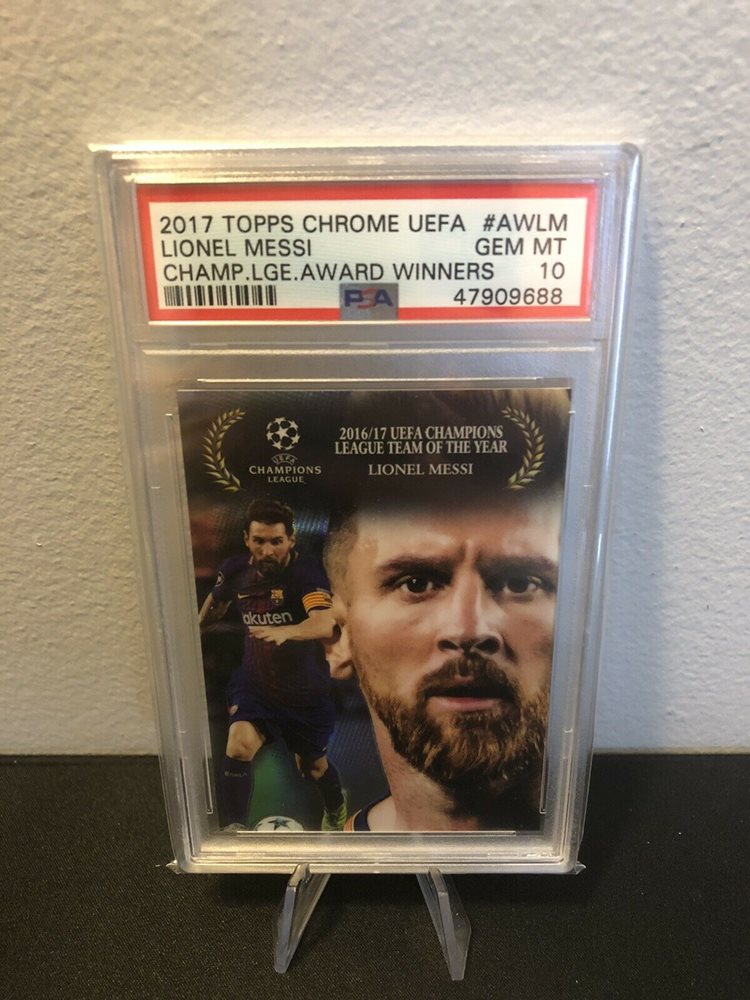 2017 TOPPS CHROME UEFA #AWLM
LIONEL MESSI GEM MT
CHAMP.LGE.AWARD WINNERS 10
PSA 47909688
UEFA
CHAMPIONS
LEAGUE
2016/17 UEFA CHAMPIONS
LEAGUE TEAM OF THE YEAR
LIONEL MESSI
akuten